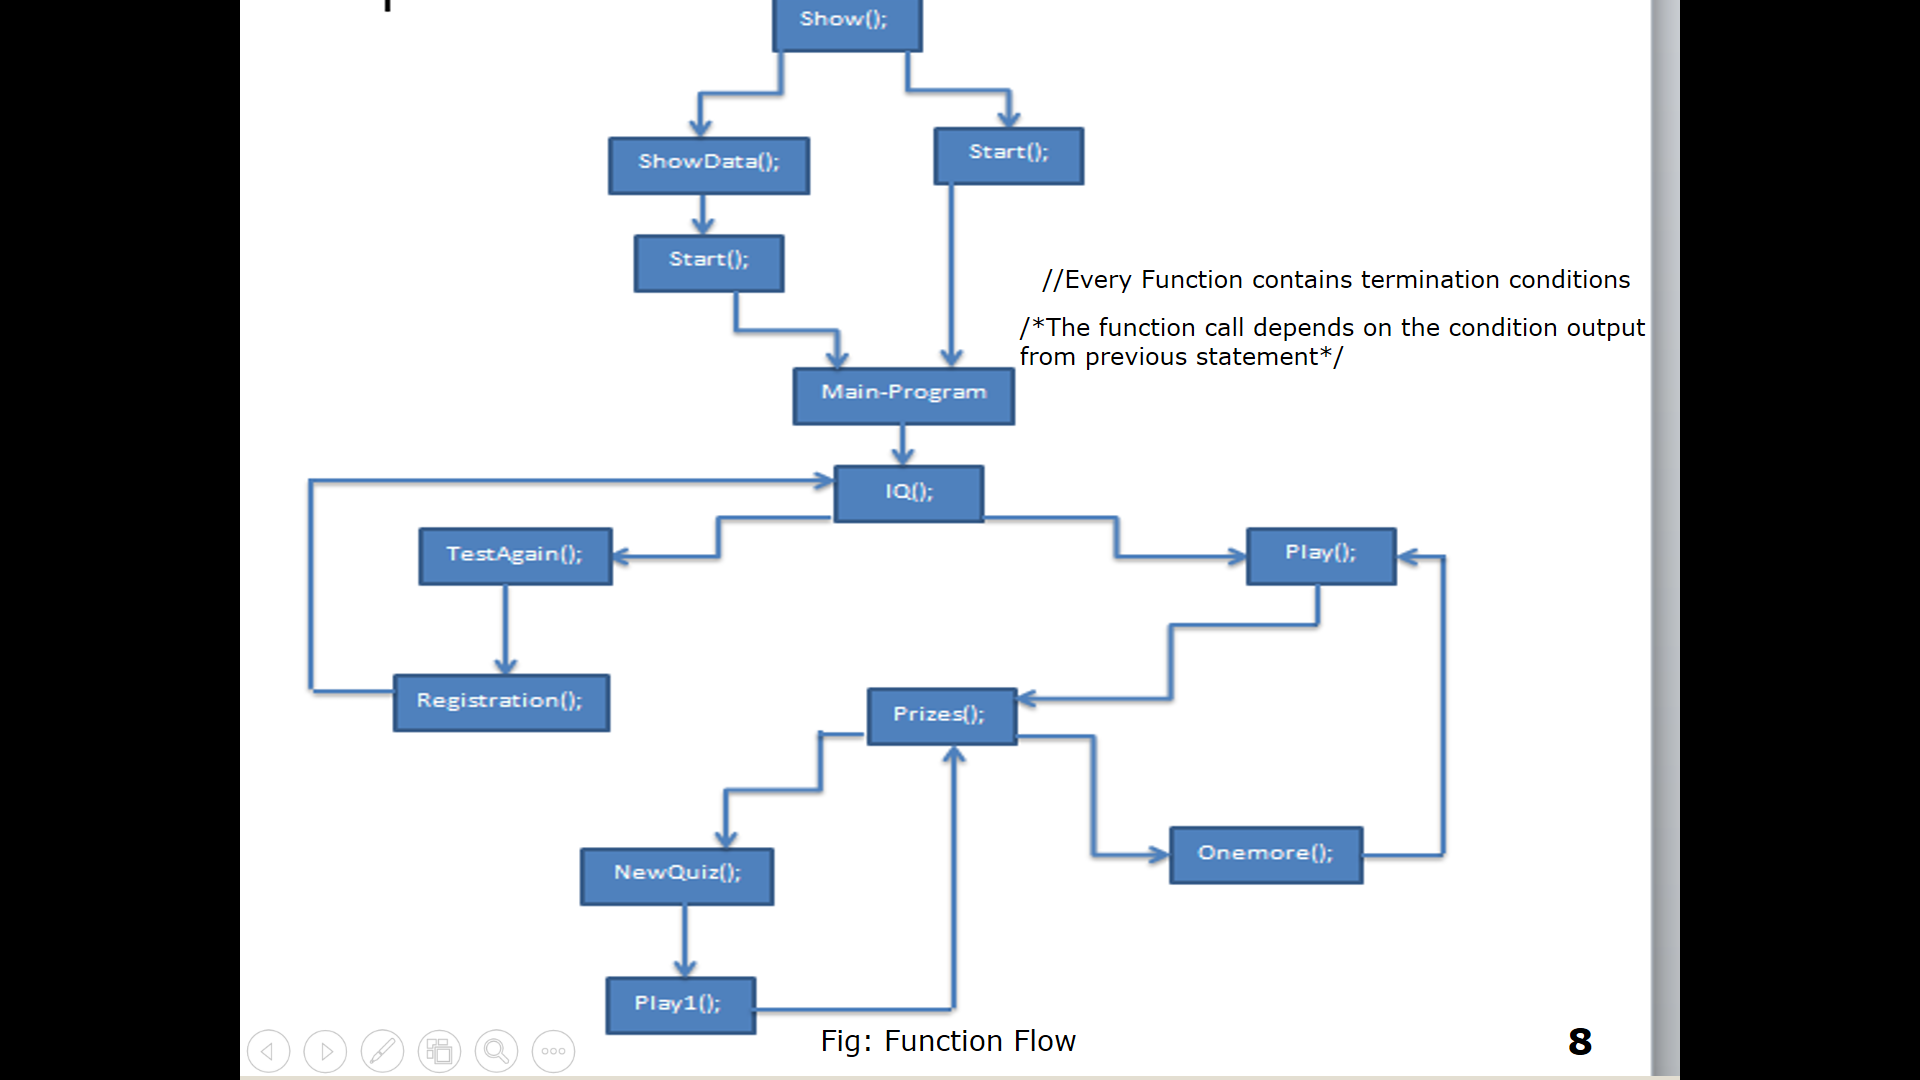 Show();
ShowData();
Start();
Start();
//Every Function contains termination conditions
/*The function call depends on the condition output
from previous statement*/
Main-Program
IQ();
TestAgain();
Play();
Registration();
Prizes();
NewQuiz();
Onemore();
Play1();
Fig: Function Flow
8